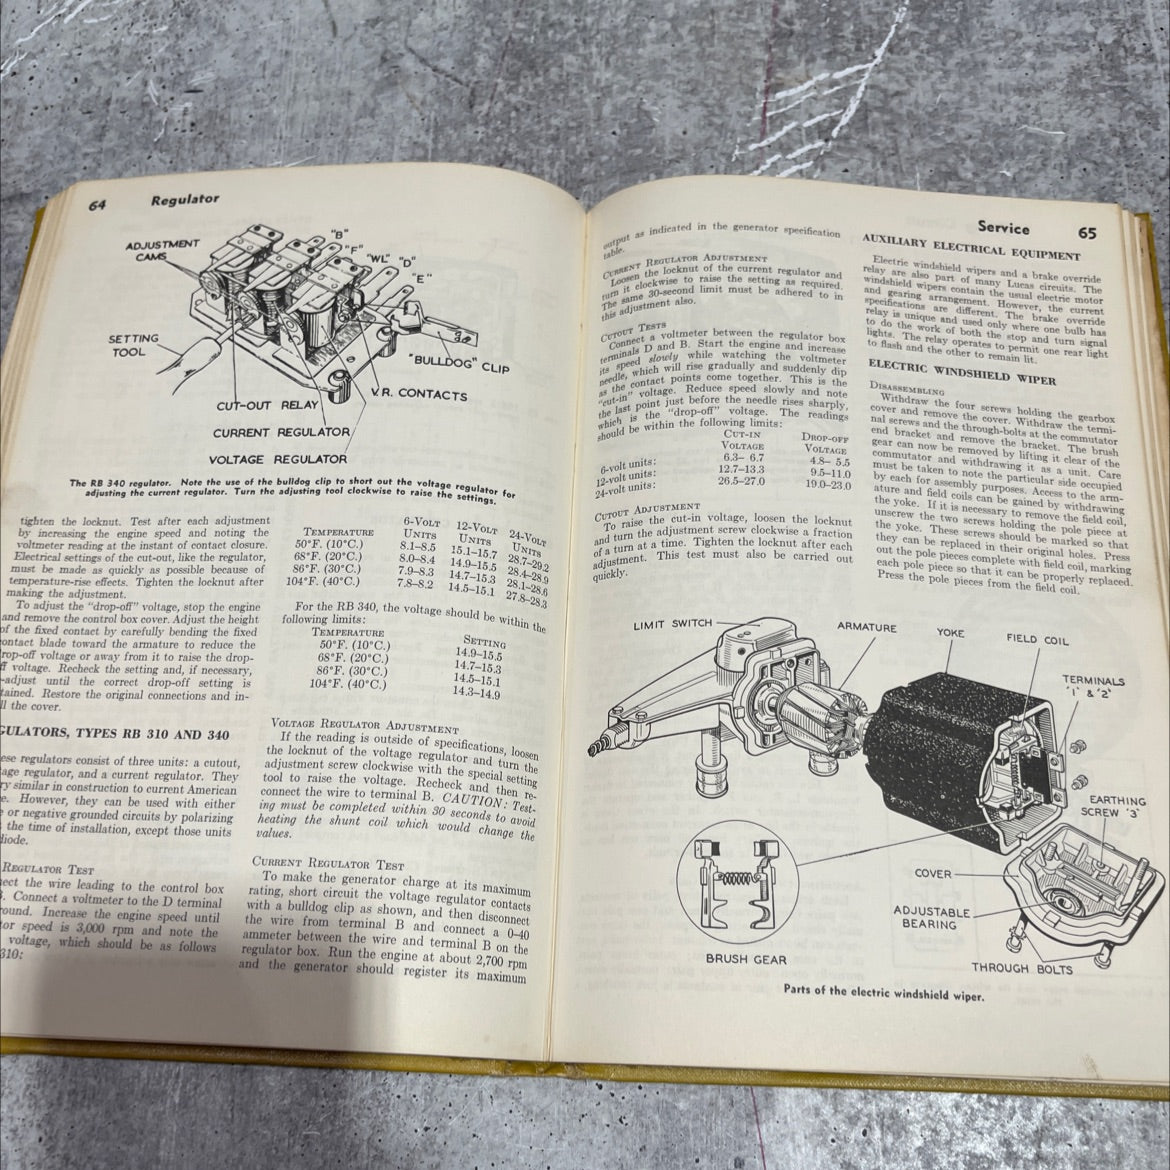 64 Regulator
ADJUSTMENT
CAMS
"B"
"F"
"WL" "D"
"E"
SETTING
TOOL
"BULLDOG" CLIP
V.R. CONTACTS
CUT-OUT RELAY
CURRENT REGULATOR
VOLTAGE REGULATOR
The RB 340 regulator. Note the use of the bulldog clip to short out the voltage regulator for
adjusting the current regulator. Turn the adjusting tool clockwise to raise the settings.
tighten the locknut. Test after each adjustment
by increasing the engine speed and noting the
voltmeter reading at the instant of contact closure.
Electrical settings of the cut-out, like the regulator,
must be made as quickly as possible because of
temperature-rise effects. Tighten the locknut after
making the adjustment.
To adjust the "drop-off" voltage, stop the engine
and remove the control box cover. Adjust the height
of the fixed contact by carefully bending the fixed
ontact blade toward the armature to reduce the
rop-off voltage or away from it to raise the drop-
ff voltage. Recheck the setting and, if necessary,
-adjust until the correct drop-off setting is
tained. Restore the original connections and in-
ll the cover.
GULATORS, TYPES RB 310 AND 340
ese regulators consist of three units: a cutout,
age regulator, and a current regulator. They
ry similar in construction to current American
e. However, they can be used with either
e or negative grounded circuits by polarizing
the time of installation, except those units
diode.
REGULATOR TEST
nect the wire leading to the control box
. Connect a voltmeter to the D terminal
round. Increase the engine speed until
tor speed is 3,000 rpm and note the
voltage, which should be as follows
310:
TEMPERATURE 6-VOLT UNITS 12-VOLT UNITS 24-VOLT UNITS
50°F. (10°C.) 8.1–8.5 15.1–15.7 28.7–29.2
68°F. (20°C.) 8.0–8.4 14.9–15.5 28.4–28.9
86°F. (30°C.) 7.9–8.3 14.7–15.3 28.1–28.6
104°F. (40°C.) 7.8–8.2 14.5–15.1 27.8–28.3
For the RB 340, the voltage should be within the
following limits:
TEMPERATURE SETTING
50°F. (10°C.) 14.9–15.5
68°F. (20°C.) 14.7–15.3
86°F. (30°C.) 14.5–15.1
104°F. (40°C.) 14.3–14.9
VOLTAGE REGULATOR ADJUSTMENT
If the reading is outside of specifications, loosen
the locknut of the voltage regulator and turn the
adjustment screw clockwise with the special setting
tool to raise the voltage. Recheck and then re-
connect the wire to terminal B. CAUTION: Test-
ing must be completed within 30 seconds to avoid
heating the shunt coil which would change the
values.
CURRENT REGULATOR TEST
To make the generator charge at its maximum
rating, short circuit the voltage regulator contacts
with a bulldog clip as shown, and then disconnect
the wire from terminal B and connect a 0–40
ammeter between the wire and terminal B on the
regulator box. Run the engine at about 2,700 rpm
and the generator should register its maximum
Service 65
output as indicated in the generator specification
table.
CURRENT REGULATOR ADJUSTMENT
Loosen the locknut of the current regulator and
turn it clockwise to raise the setting as required.
The same 30-second limit must be adhered to in
this adjustment also.
CUTOUT TESTS
Connect a voltmeter between the regulator box
terminals D and B. Start the engine and increase
its speed slowly while watching the voltmeter
needle, which will rise gradually and suddenly dip
as the contact points come together. This is the
"cut-in" voltage. Reduce speed slowly and note
the last point just before the needle rises sharply,
which is the "drop-off" voltage. The readings
should be within the following limits:
CUT-IN VOLTAGE DROP-OFF VOLTAGE
6-volt units: 6.3– 6.7 4.8– 5.5
12-volt units: 12.7–13.3 9.5–11.0
24-volt units: 26.5–27.0 19.0–23.0
CUTOUT ADJUSTMENT
To raise the cut-in voltage, loosen the locknut
and turn the adjustment screw clockwise a fraction
of a turn at a time. Tighten the locknut after each
adjustment. This test must also be carried out
quickly.
AUXILIARY ELECTRICAL EQUIPMENT
Electric windshield wipers and a brake override
relay are also part of many Lucas circuits. The
windshield wipers contain the usual electric motor
and gearing arrangement. However, the current
specifications are different. The brake override
relay is unique and used only where one bulb has
to do the work of both the stop and turn signal
lights. The relay operates to permit one rear light
to flash and the other to remain lit.
ELECTRIC WINDSHIELD WIPER
DISASSEMBLING
Withdraw the four screws holding the gearbox
cover and remove the cover. Withdraw the termi-
nal screws and the through-bolts at the commutator
end bracket and remove the bracket. The brush
gear can now be removed by lifting it clear of the
commutator and withdrawing it as a unit. Care
must be taken to note the particular side occupied
by each for assembly purposes. Access to the arm-
ature and field coils can be gained by withdrawing
the yoke. If it is necessary to remove the field coil,
unscrew the two screws holding the pole piece at
the yoke. These screws should be marked so that
they can be replaced in their original holes. Press
out the pole pieces complete with field coil, marking
each pole piece so that it can be properly replaced.
Press the pole pieces from the field coil.
LIMIT SWITCH
ARMATURE
YOKE
FIELD COIL
TERMINALS
'1' & '2'
EARTHING
SCREW '3'
COVER
ADJUSTABLE
BEARING
BRUSH GEAR
THROUGH BOLTS
Parts of the electric windshield wiper.